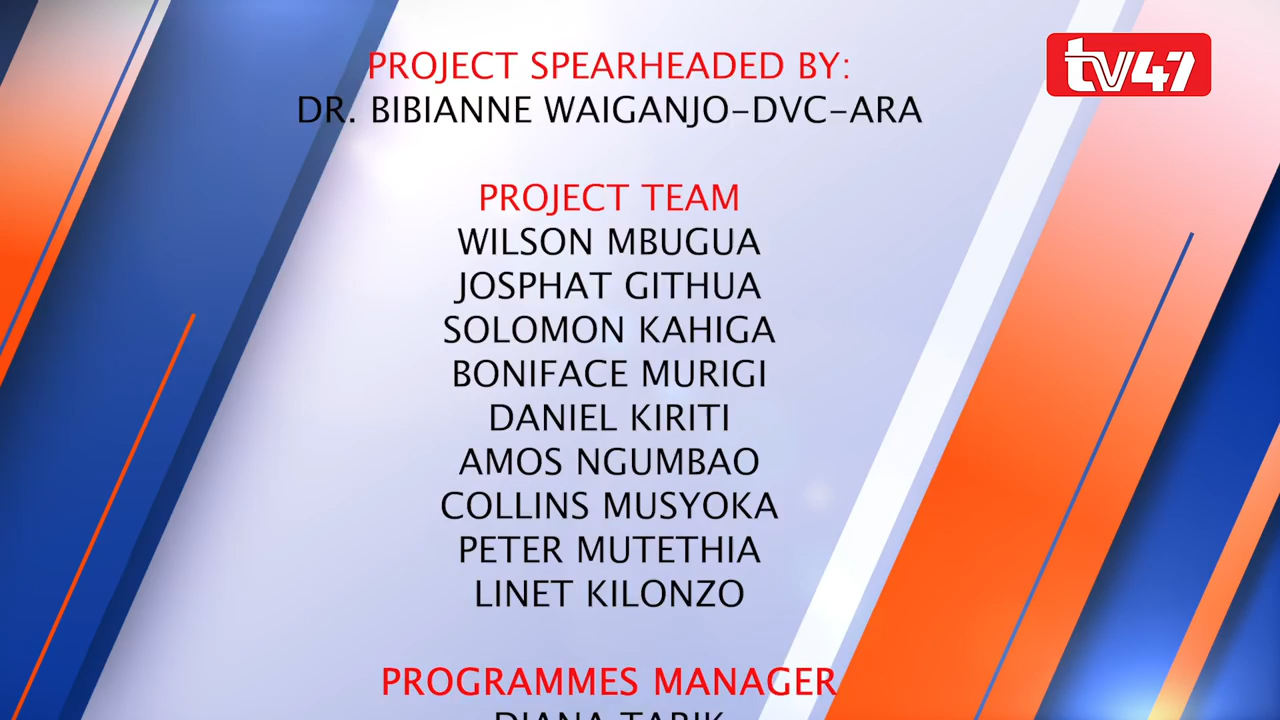 tv47
PROJECT SPEARHEADED BY:
DR. BIBIANNE WAIGANJO-DVC-ARA
PROJECT TEAM
WILSON MBUGUA
JOSPHAT GITHUA
SOLOMON KAHIGA
BONIFACE MURIGI
DANIEL KIRITI
AMOS NGUMBAO
COLLINS MUSYOKA
PETER MUTETHIA
LINET KILONZO
PROGRAMMES MANAGER
DIANA